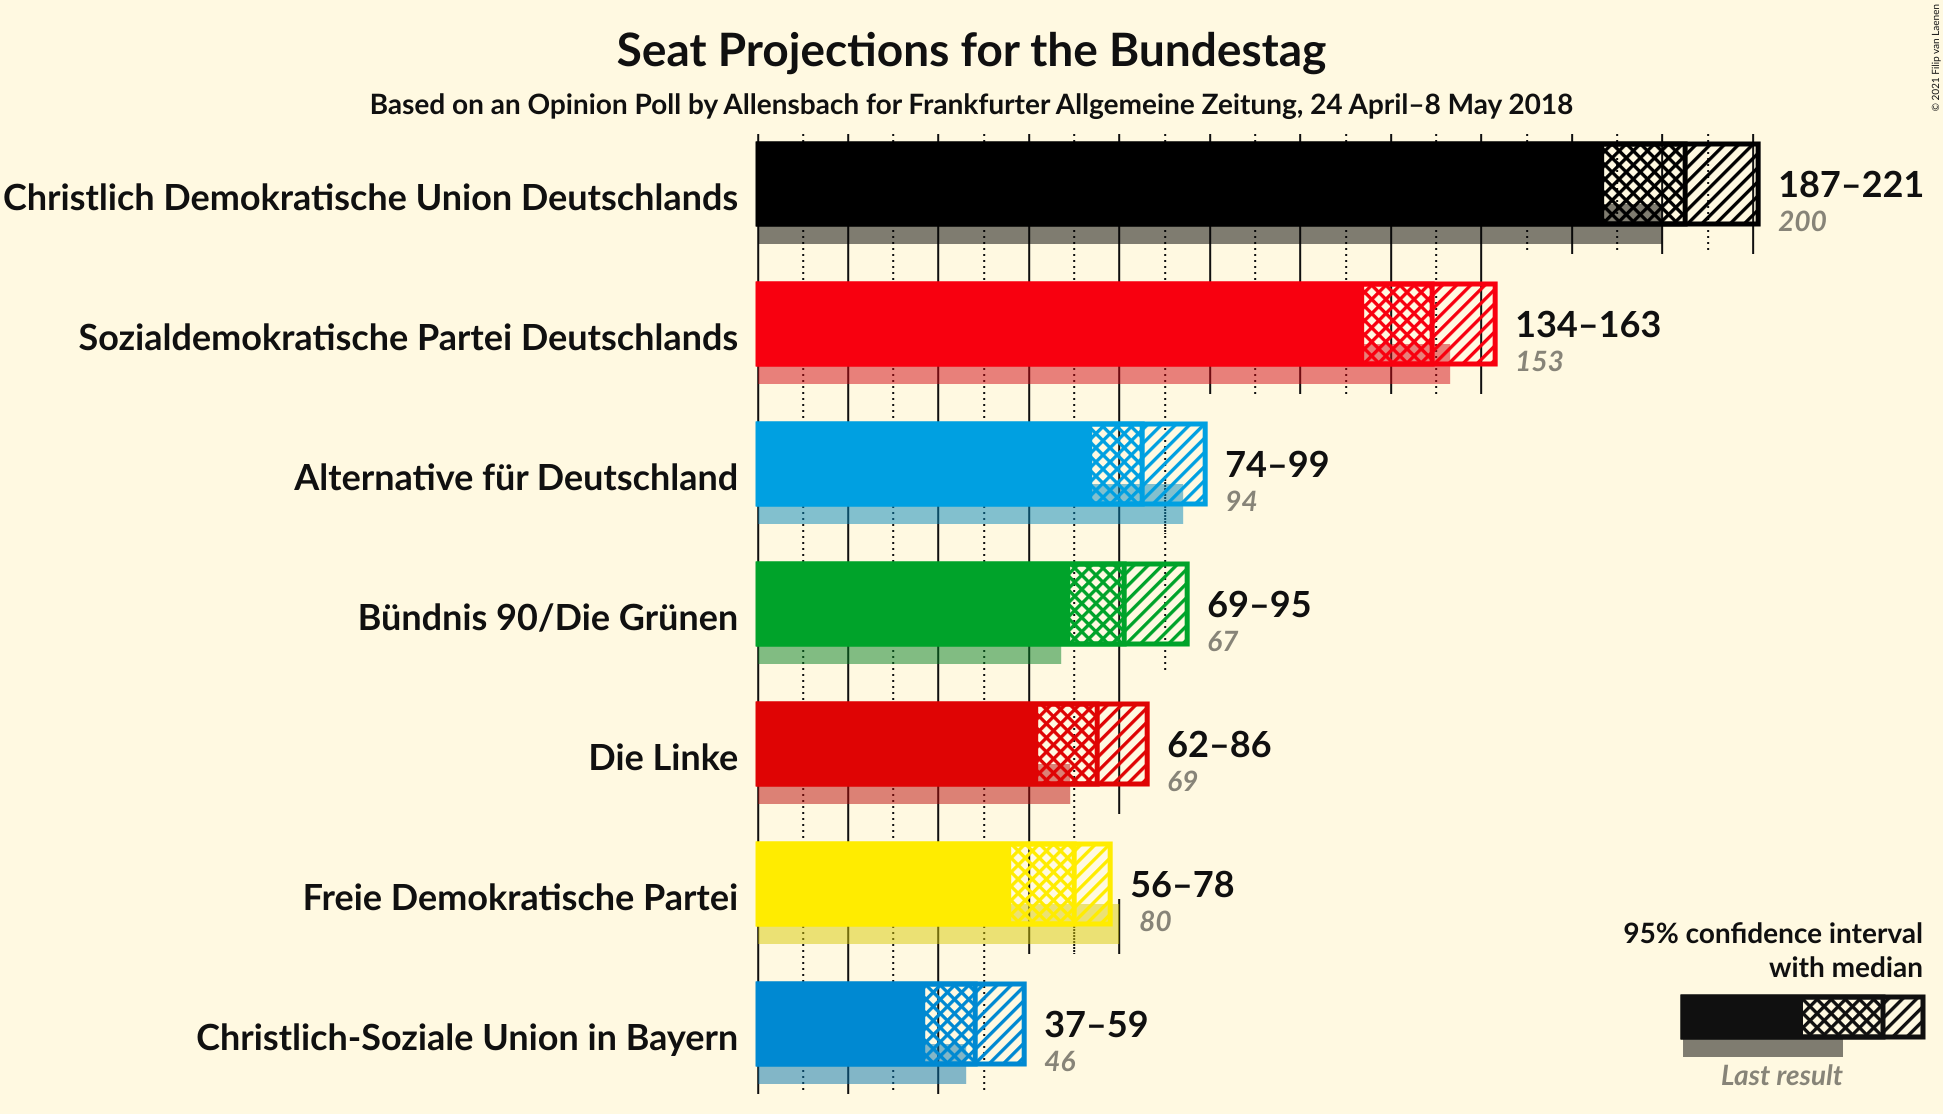 Seat Projections for the Bundestag
Based on an Opinion Poll by Allensbach for Frankfurter Allgemeine Zeitung, 24 April–8 May 2018
© 2021 Filip van Laenen
Christlich Demokratische Union Deutschlands
187–221
200
Sozialdemokratische Partei Deutschlands
134–163
153
Alternative für Deutschland
74–99
94
Bündnis 90/Die Grünen
69–95
67
Die Linke
62–86
69
Freie Demokratische Partei
56–78
80
Christlich-Soziale Union in Bayern
37–59
46
95% confidence interval
with median
Last result